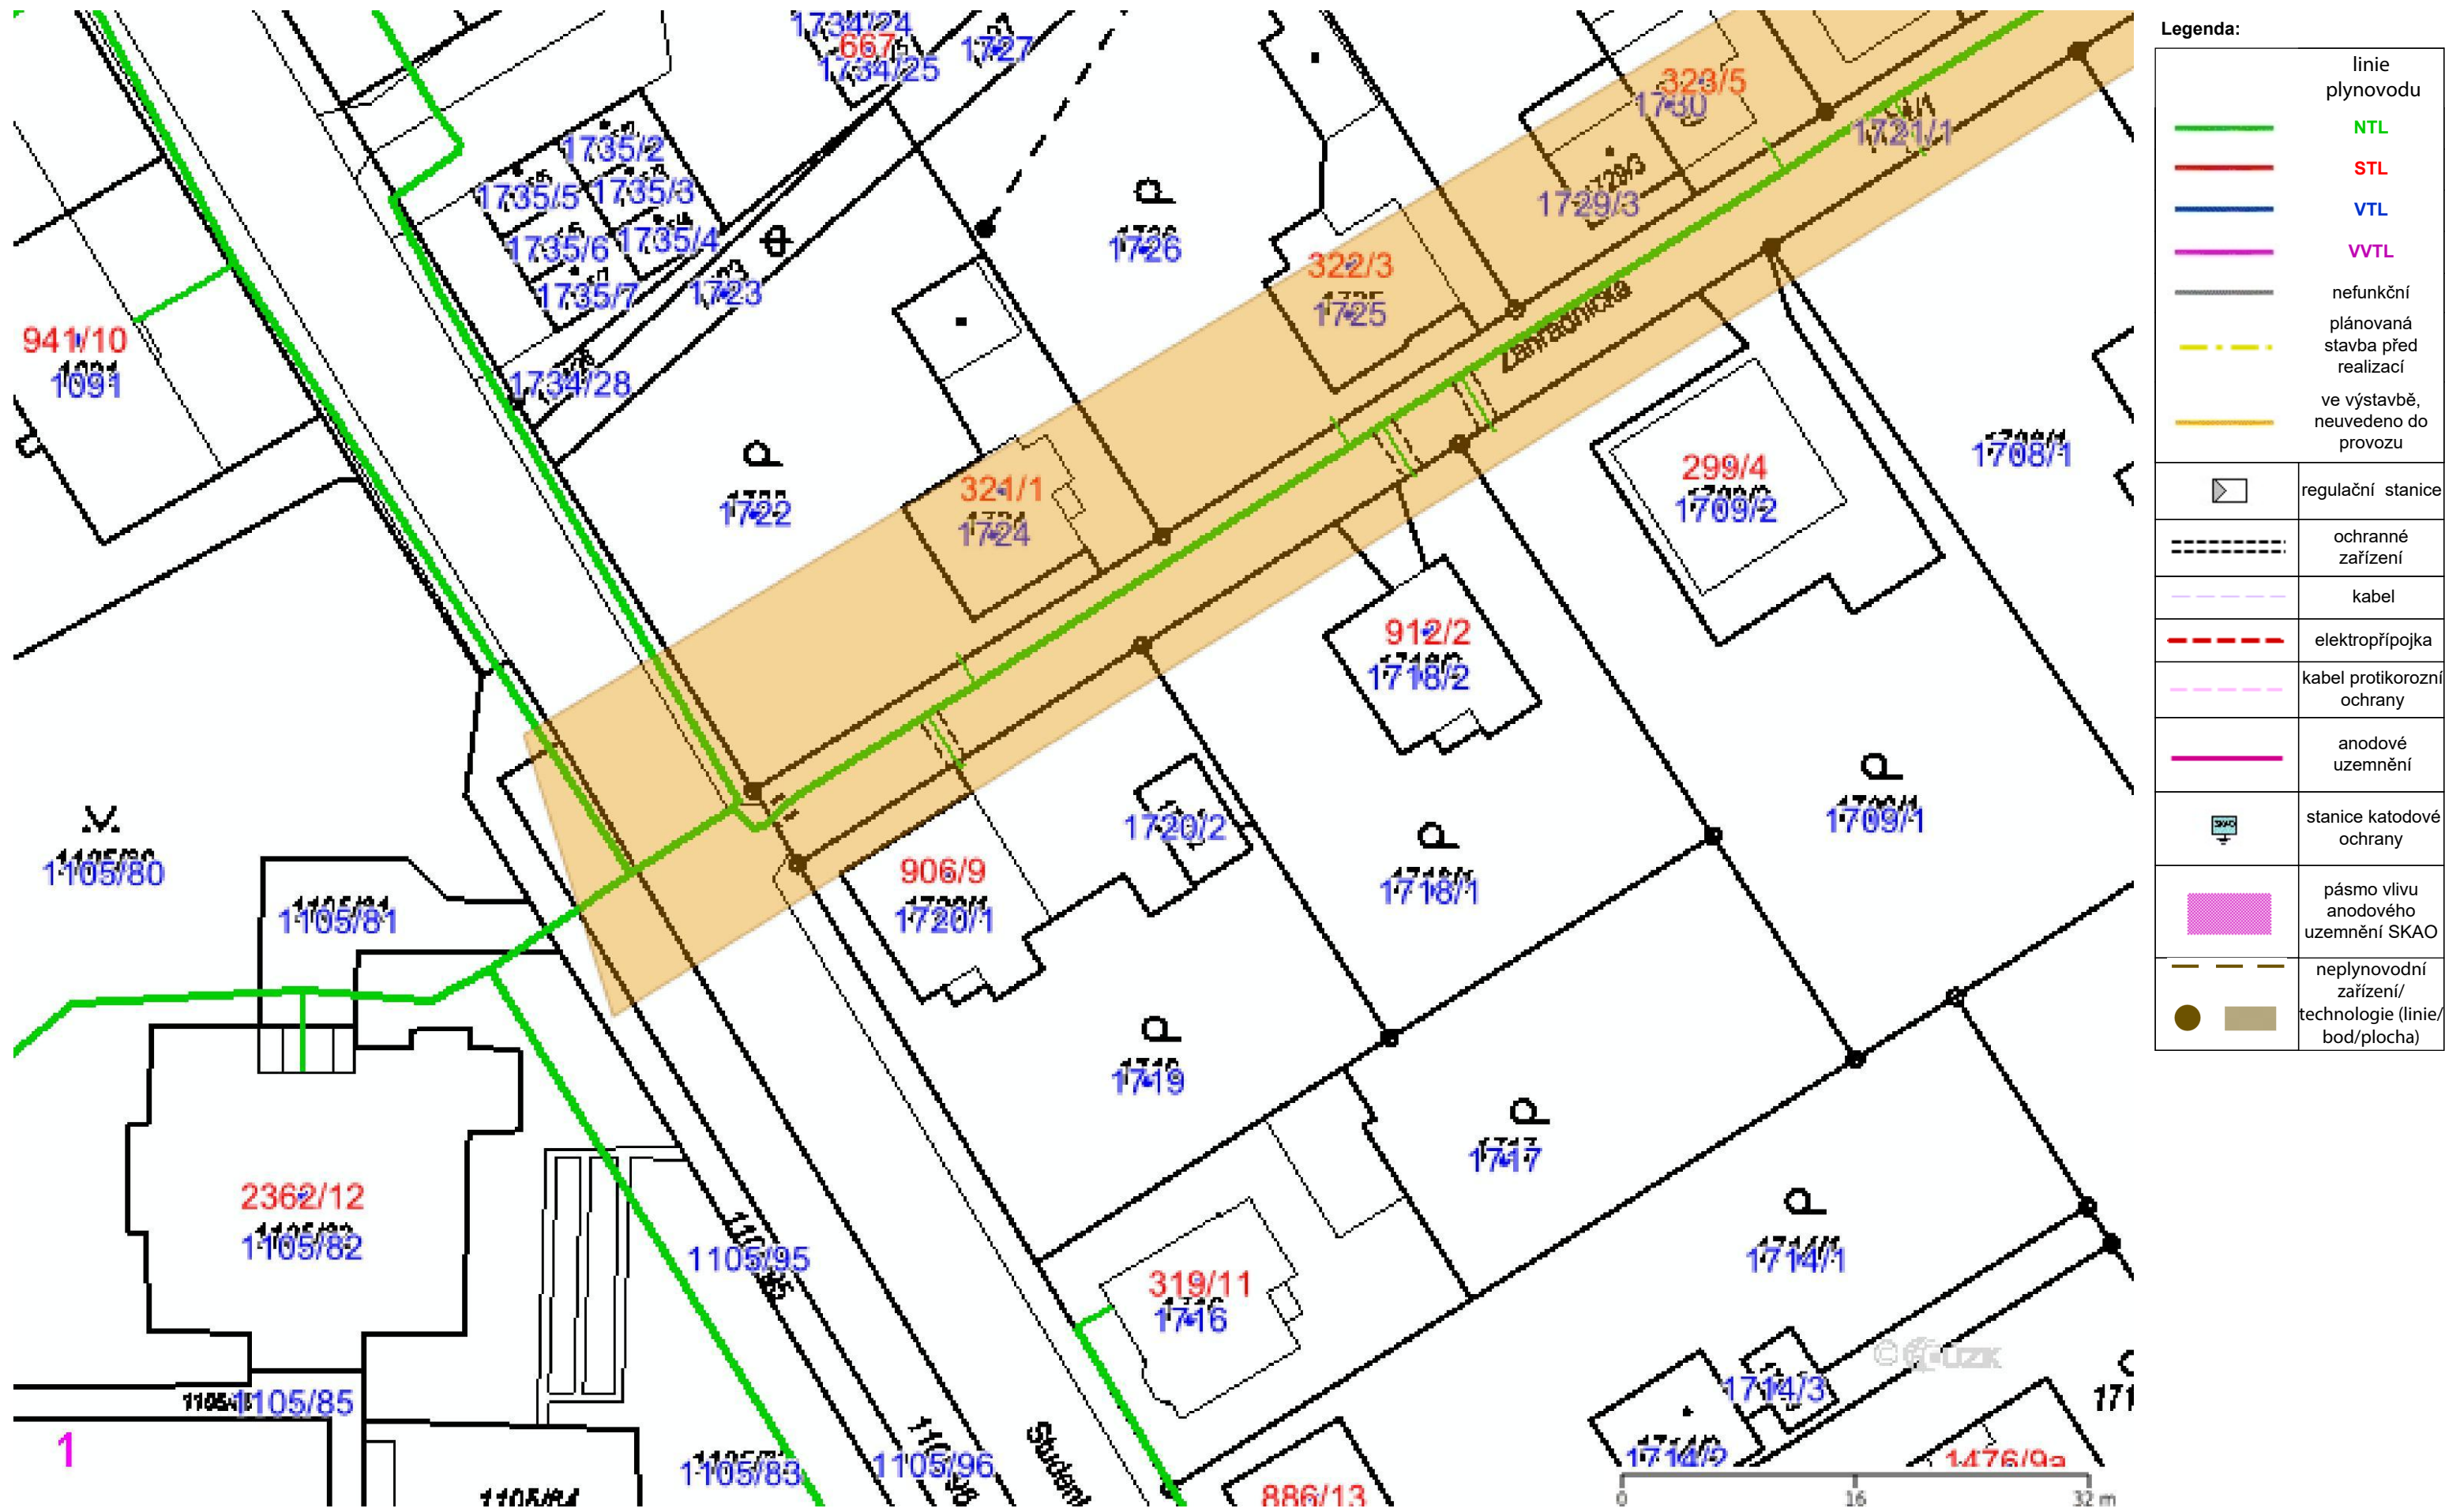 1734/24
667
1734/25
1727
323/5
1730
1721/1
1735/2
1735/5
1735/3
1729/3
1729/3
1735/6
1735/4
1726
1735/7
1723
322/3
1725
Zahradnická
941/10
1091
1734/28
1722
321/1
1724
299/4
1709/2
1708/1
912/2
1718/2
1105/80
1105/81
906/9
1720/1
1720/2
1718/1
1709/1
1719
1717
2362/12
1105/82
1105/95
319/11
1716
1714/1
1105/85
1
1105/83
1105/96
1714/3
1714/2
1476/9a
886/13
0 16 32 m
Legenda:
linie
plynovodu
NTL
STL
VTL
VVTL
nefunkční
plánovaná
stavba před
realizací
ve výstavbě,
neuvedeno do
provozu
regulační stanice
ochranné
zařízení
kabel
elektropřípojka
kabel protikorozní
ochrany
anodové
uzemnění
SKAO
stanice katodové
ochrany
pásmo vlivu
anodového
uzemnění SKAO
neplynovodní
zařízení/
technologie (linie/
bod/plocha)